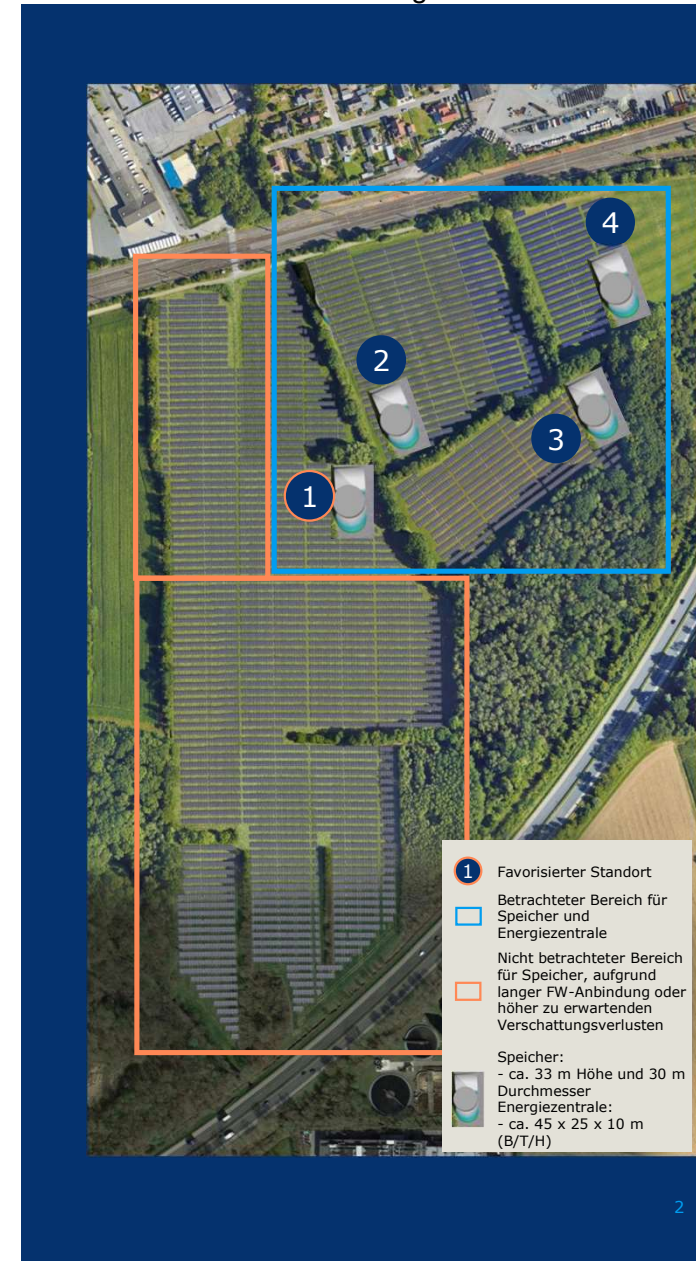 4
2
3
1
1 Favorisierter Standort
Betrachteter Bereich für
Speicher und
Energiezentrale
Nicht betrachteter Bereich
für Speicher, aufgrund
langer FW-Anbindung oder
höher zu erwartenden
Verschattungsverlusten
Speicher:
- ca. 33 m Höhe und 30 m
Durchmesser
Energiezentrale:
- ca. 45 x 25 x 10 m
(B/T/H)
2